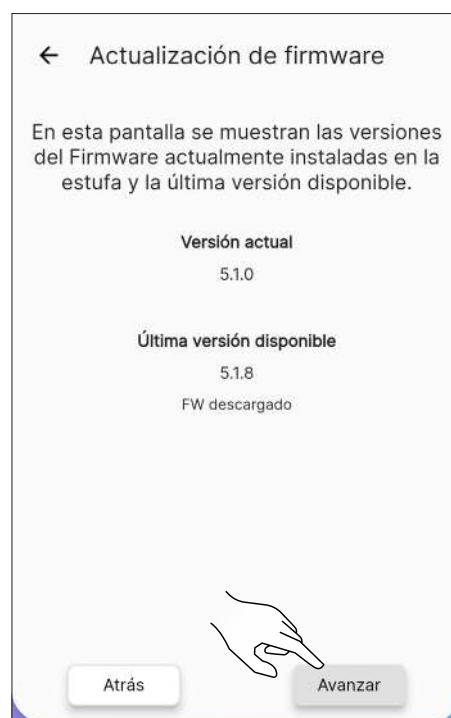 Actualización de firmware
En esta pantalla se muestran las versiones
del Firmware actualmente instaladas en la
estufa y la última versión disponible.
Versión actual
5.1.0
Última versión disponible
5.1.8
FW descargado
Atrás
Avanzar